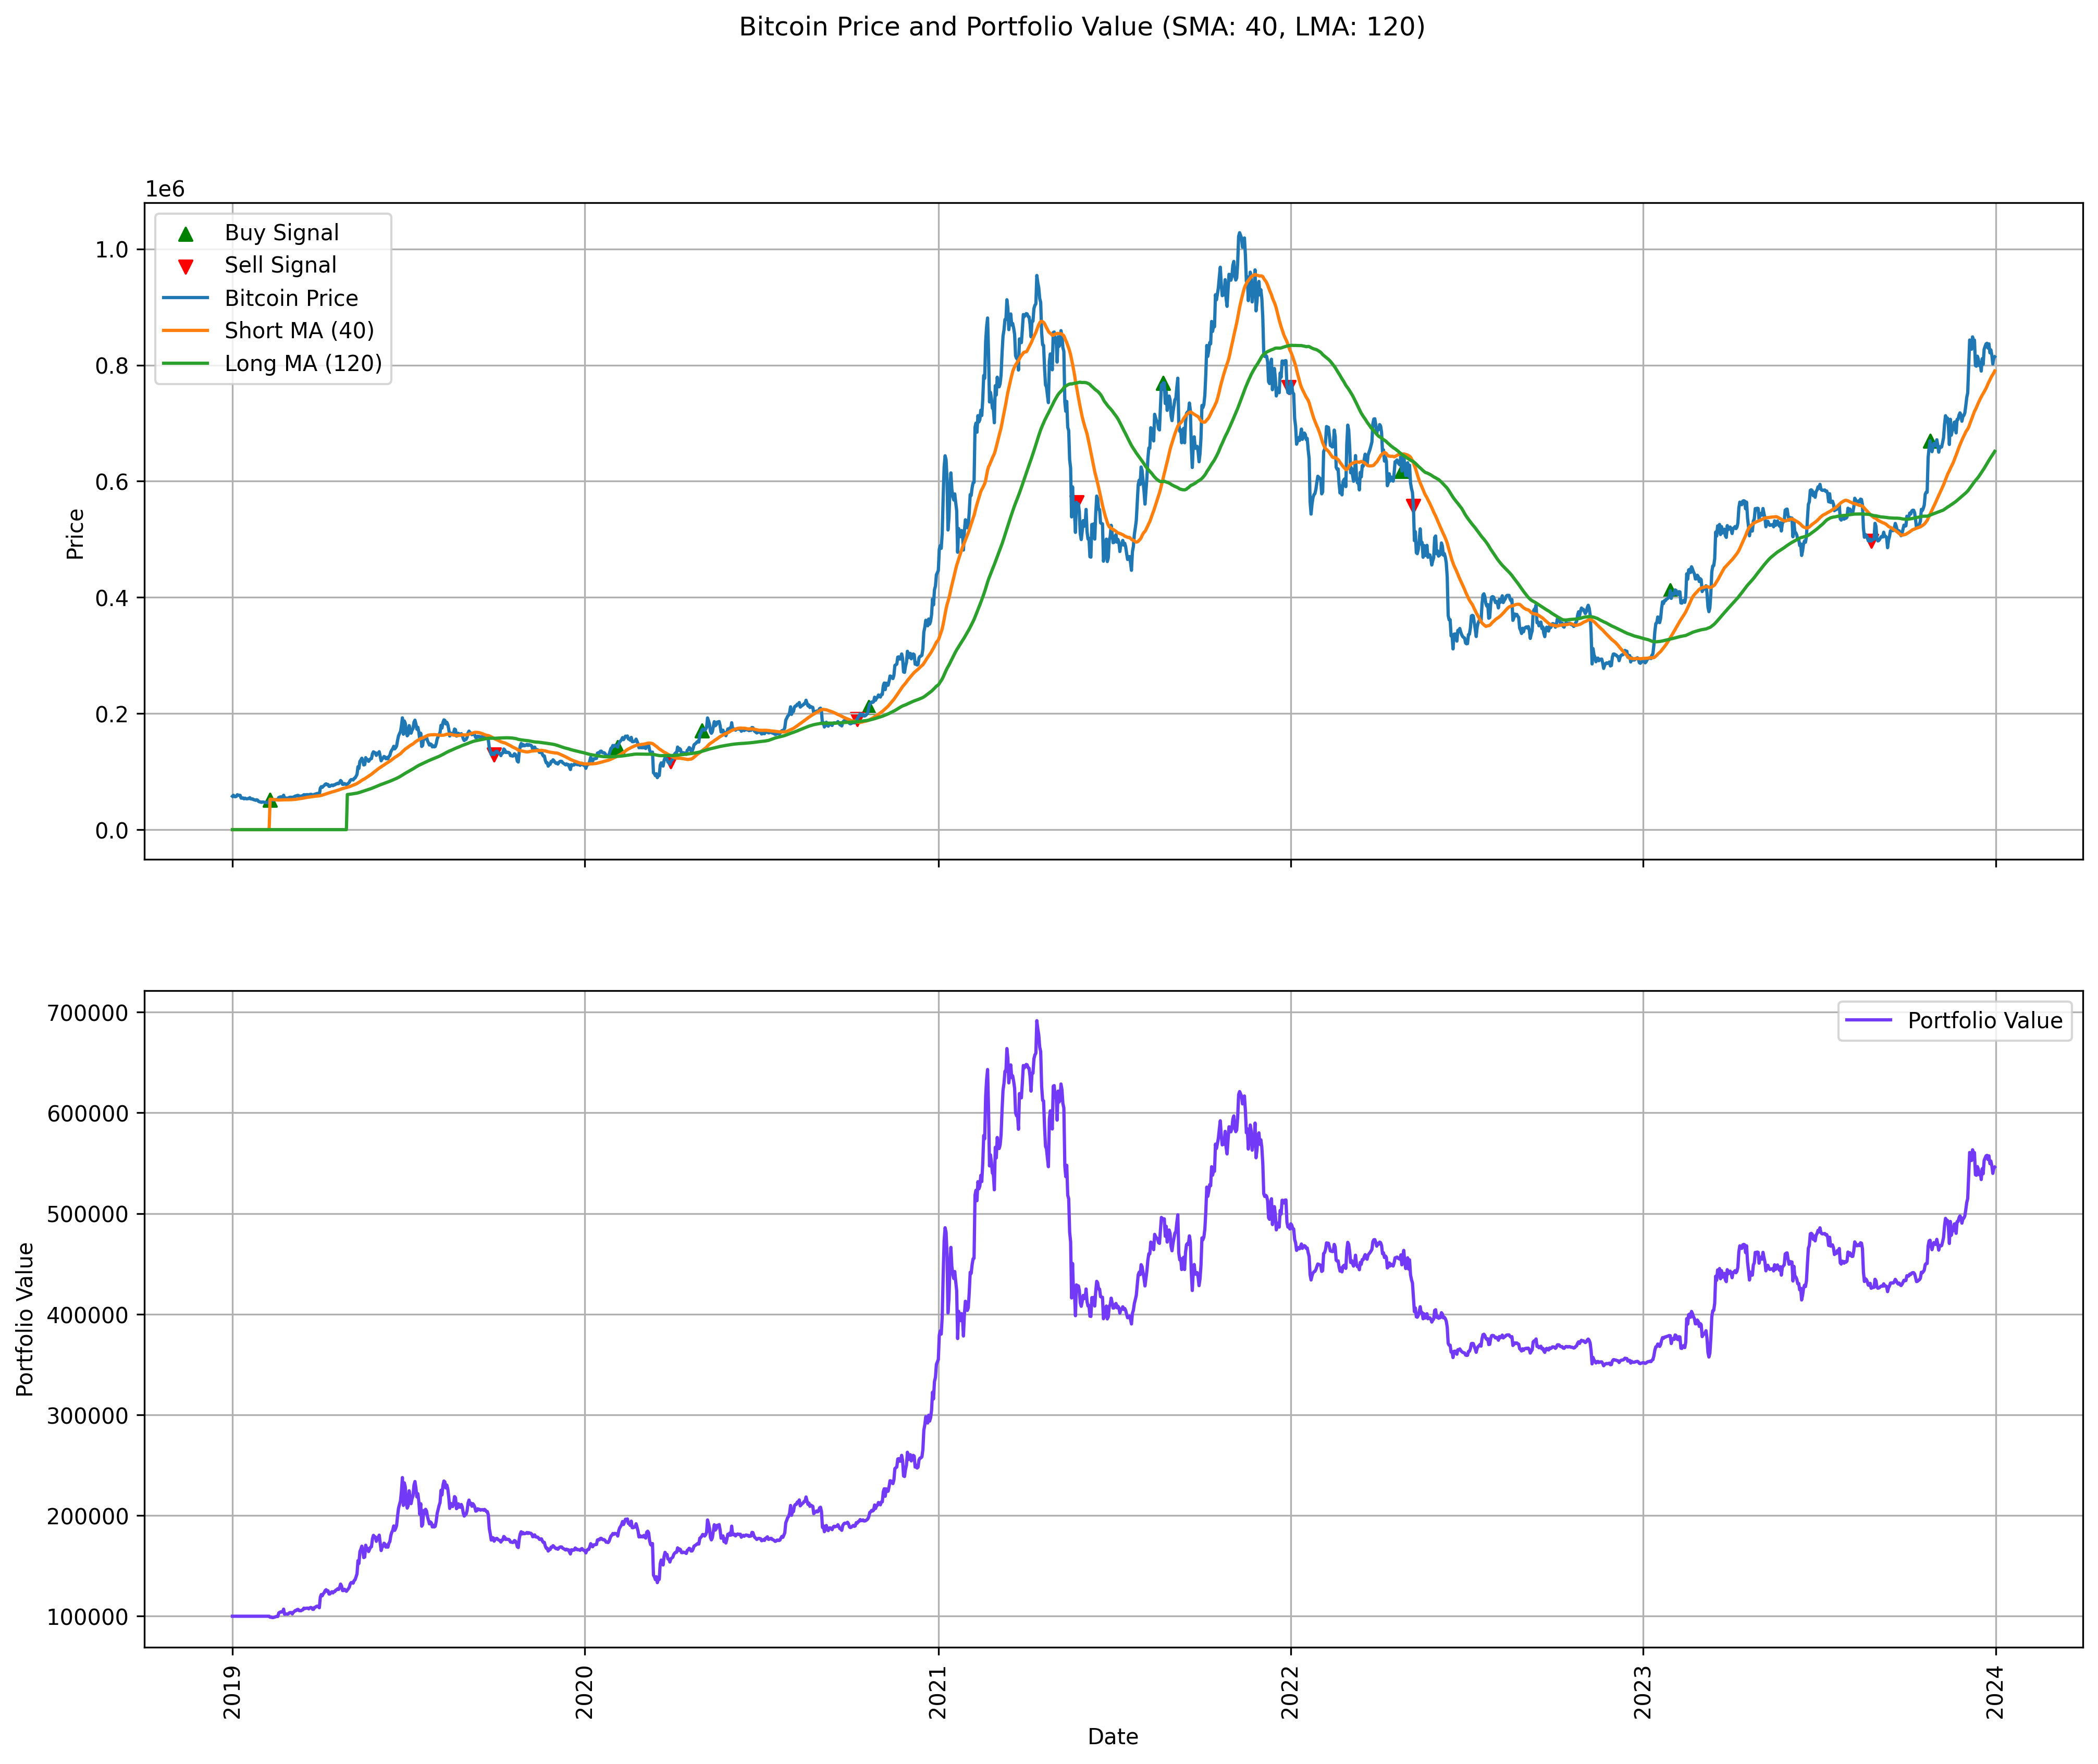 Bitcoin Price and Portfolio Value (SMA: 40, LMA: 120)
1e6
Buy Signal
Sell Signal
Bitcoin Price
Short MA (40)
Long MA (120)
1.0
0.8
0.6
0.4
0.2
0.0
Price
Portfolio Value
700000
600000
500000
400000
300000
200000
100000
Portfolio Value
2019
2020
2021
2022
2023
2024
Date